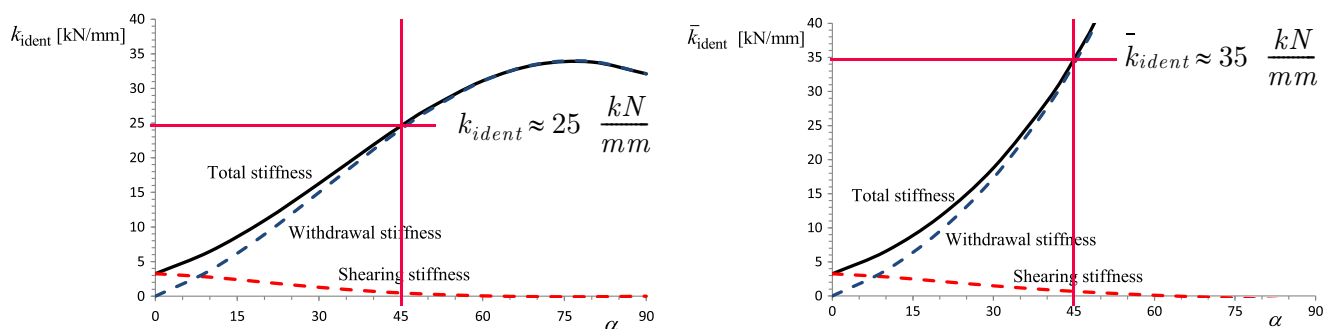 k_ident [kN/mm]
40
35
30
25
20
15
10
5
0
k_ident ≈ 25 kN/mm
Total stiffness
Withdrawal stiffness
Shearing stiffness
0 15 30 45 60 75 90
α
k̄_ident [kN/mm]
40
35
30
25
20
15
10
5
0
k̄_ident ≈ 35 kN/mm
Total stiffness
Withdrawal stiffness
Shearing stiffness
0 15 30 45 60 75 90
α